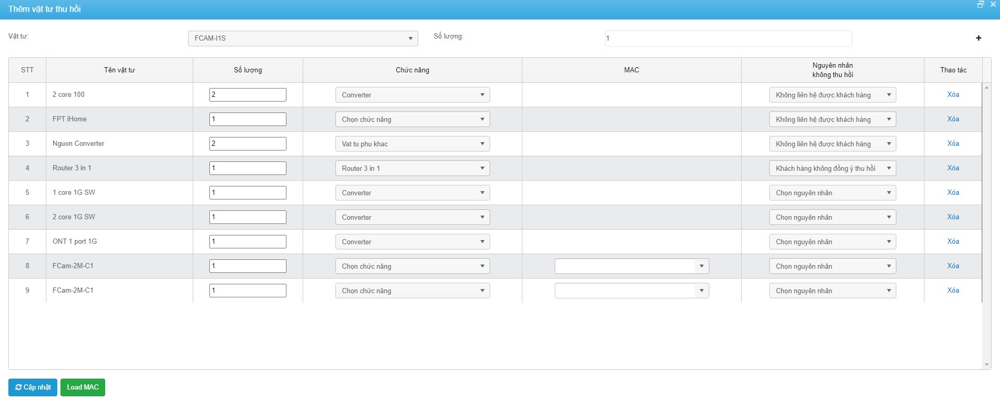 Thêm vật tư thu hồi
Vật tư: FCAM-I1S Số lượng: 1 +
STT Tên vật tư Số lượng Chức năng MAC Nguyên nhân không thu hồi Thao tác
1 2 core 100 2 Converter Không liên hệ được khách hàng Xóa
2 FPT iHome 1 Chọn chức năng Không liên hệ được khách hàng Xóa
3 Nguon Converter 2 Vat tu phu khac Không liên hệ được khách hàng Xóa
4 Router 3 in 1 1 Router 3 in 1 Khách hàng không đồng ý thu hồi Xóa
5 1 core 1G SW 1 Converter Chọn nguyên nhân Xóa
6 2 core 1G SW 1 Converter Chọn nguyên nhân Xóa
7 ONT 1 port 1G 1 Converter Chọn nguyên nhân Xóa
8 FCam-2M-C1 1 Chọn chức năng Chọn nguyên nhân Xóa
9 FCam-2M-C1 1 Chọn chức năng Chọn nguyên nhân Xóa
Cập nhật Load MAC